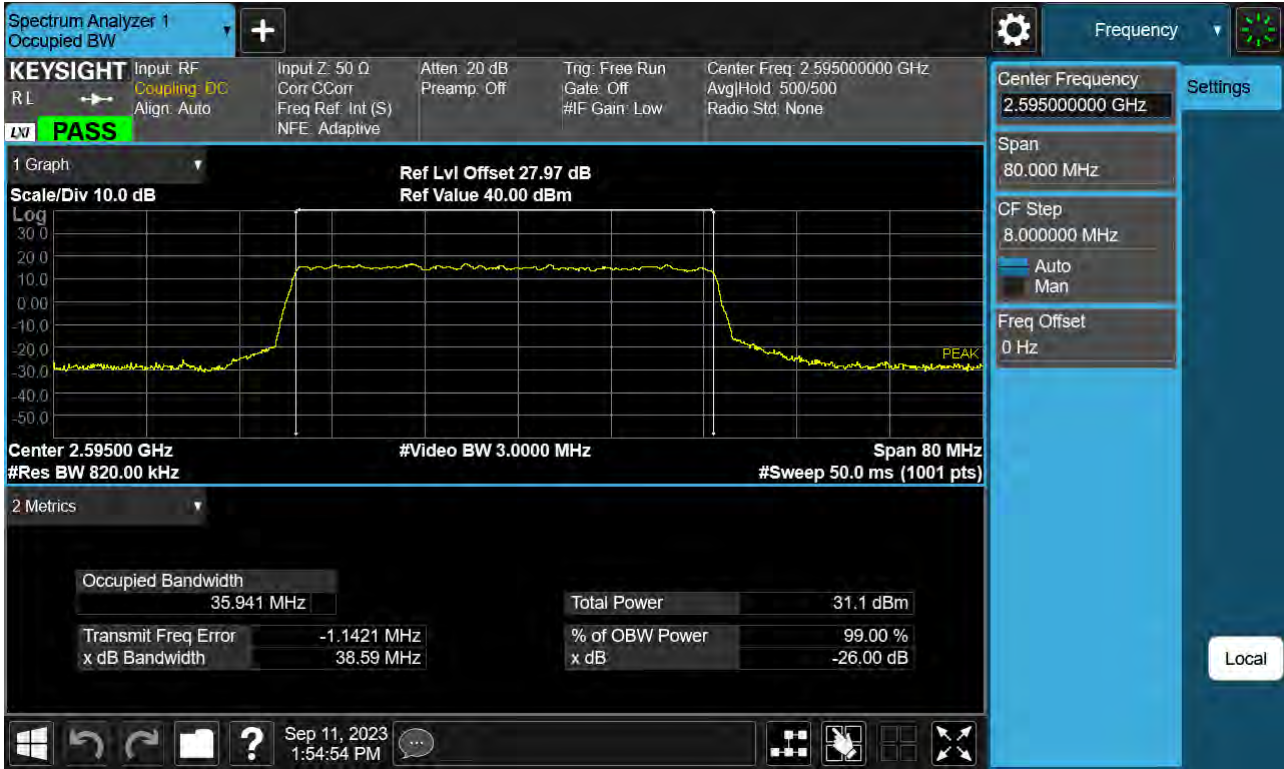 Spectrum Analyzer 1
Occupied BW
+
Frequency
KEYSIGHT
R L
LXI
PASS
Input: RF
Coupling: DC
Align: Auto
Input Z: 50 Ω
Corr CCorr
Freq Ref: Int (S)
NFE: Adaptive
Atten: 20 dB
Preamp: Off
Trig: Free Run
Gate: Off
#IF Gain: Low
Center Freq: 2.595000000 GHz
Avg|Hold: 500/500
Radio Std: None
Center Frequency
2.595000000 GHz
Settings
Span
80.000 MHz
CF Step
8.000000 MHz
Auto
Man
Freq Offset
0 Hz
1 Graph
Scale/Div 10.0 dB
Ref Lvl Offset 27.97 dB
Ref Value 40.00 dBm
Log
30.0
20.0
10.0
0.00
-10.0
-20.0
-30.0
-40.0
-50.0
PEAK
Center 2.59500 GHz
#Video BW 3.0000 MHz
Span 80 MHz
#Res BW 820.00 kHz
#Sweep 50.0 ms (1001 pts)
2 Metrics
Occupied Bandwidth
35.941 MHz
Total Power 31.1 dBm
Transmit Freq Error -1.1421 MHz
% of OBW Power 99.00 %
x dB Bandwidth 38.59 MHz
x dB -26.00 dB
Local
?
Sep 11, 2023
1:54:54 PM